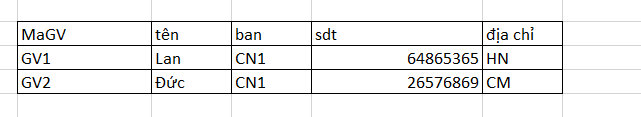 MaGV tên ban sdt địa chỉ
GV1 Lan CN1 64865365 HN
GV2 Đức CN1 26576869 CM